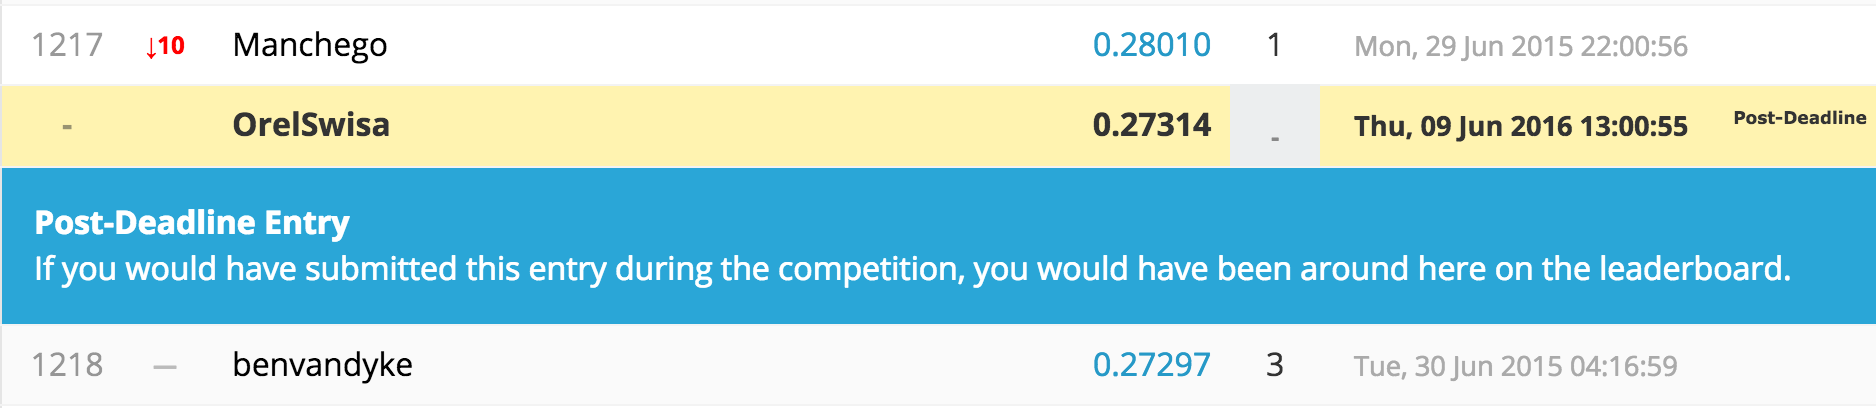 1217 ↓10 Manchego 0.28010 1 Mon, 29 Jun 2015 22:00:56
- OrelSwisa 0.27314 - Thu, 09 Jun 2016 13:00:55 Post-Deadline
Post-Deadline Entry
If you would have submitted this entry during the competition, you would have been around here on the leaderboard.
1218 — benvandyke 0.27297 3 Tue, 30 Jun 2015 04:16:59